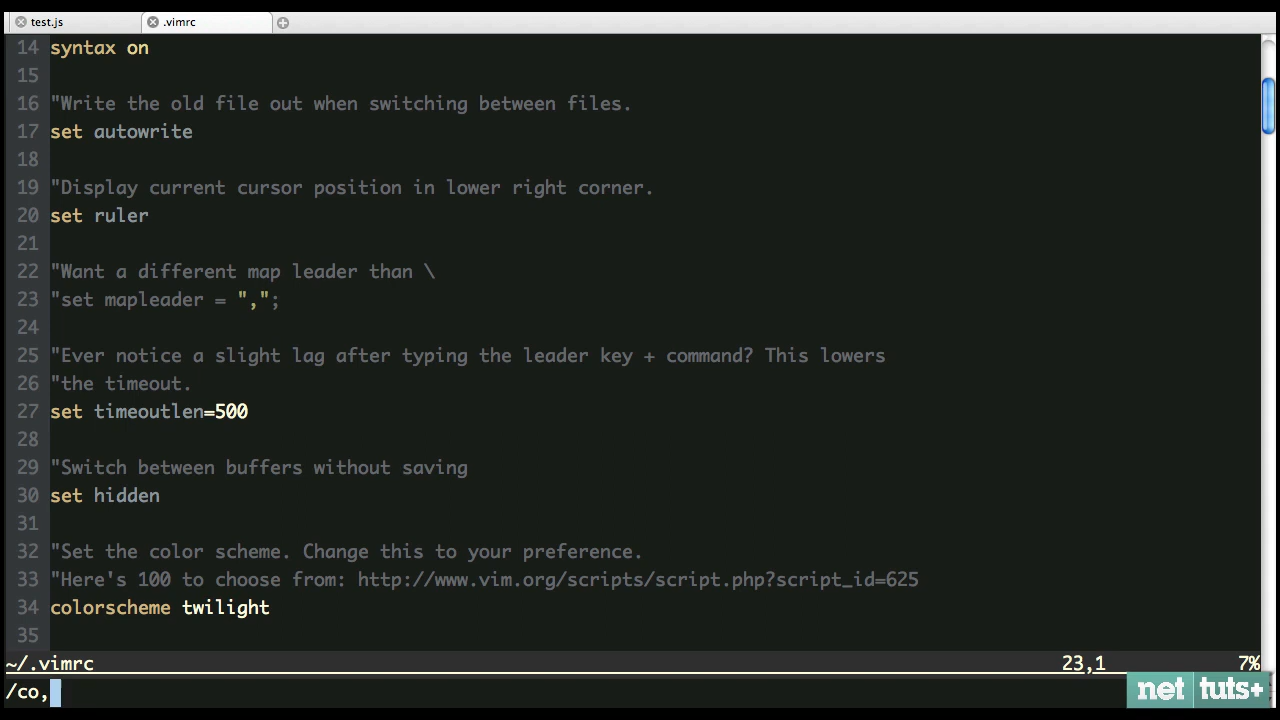 test.js
.vimrc
14 syntax on
15
16 "Write the old file out when switching between files.
17 set autowrite
18
19 "Display current cursor position in lower right corner.
20 set ruler
21
22 "Want a different map leader than \
23 "set mapleader = ",";
24
25 "Ever notice a slight lag after typing the leader key + command? This lowers
26 "the timeout.
27 set timeoutlen=500
28
29 "Switch between buffers without saving
30 set hidden
31
32 "Set the color scheme. Change this to your preference.
33 "Here's 100 to choose from: http://www.vim.org/scripts/script.php?script_id=625
34 colorscheme twilight
35
~/.vimrc 23,1 7%
/co,
net tuts+